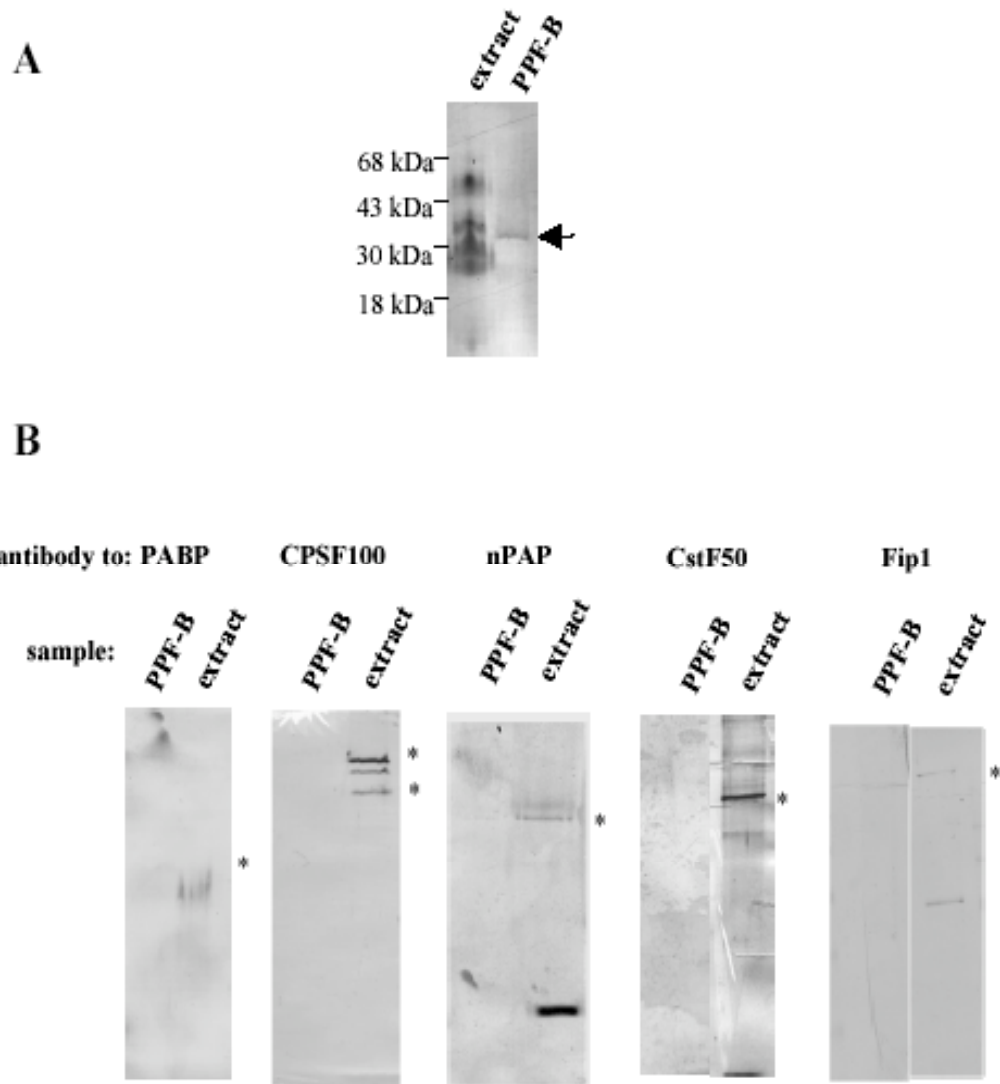 A
extract PPF-B
68 kDa
43 kDa
30 kDa
18 kDa
B
antibody to: PABP CPSF100 nPAP CstF50 Fip1
sample: PPF-B extract PPF-B extract PPF-B extract PPF-B extract PPF-B extract
* * * * * *